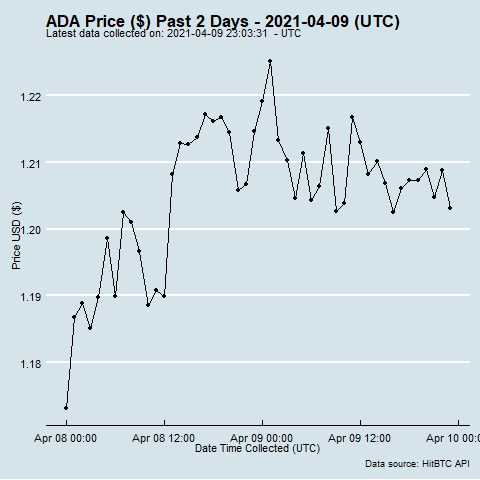 ADA Price ($) Past 2 Days - 2021-04-09 (UTC)
Latest data collected on: 2021-04-09 23:03:31  - UTC
1.22
1.21
1.20
1.19
1.18
Price USD ($)
Apr 08 00:00 Apr 08 12:00 Apr 09 00:00 Apr 09 12:00 Apr 10 00:0
Date Time Collected (UTC)
Data source: HitBTC API